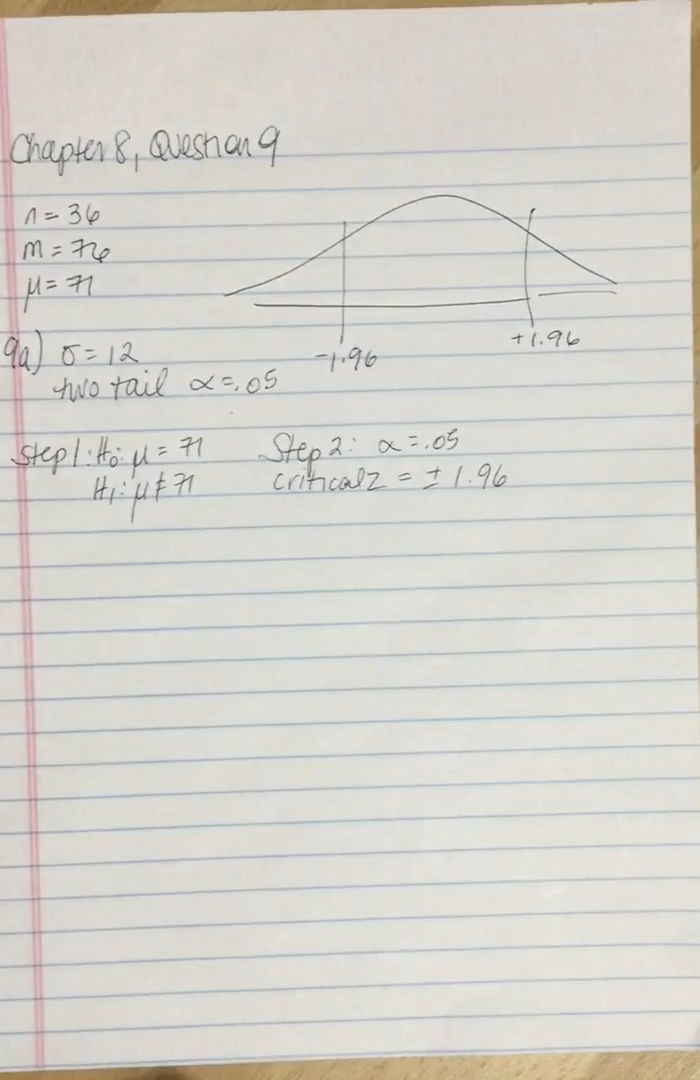 Chapter 8, Question 9
n = 36
m = 76
μ = 71
-1.96
+1.96
9a) σ = 12
two tail α = .05
Step 1: H₀: μ = 71
H₁: μ ≠ 71
Step 2: α = .05
critical z = ± 1.96